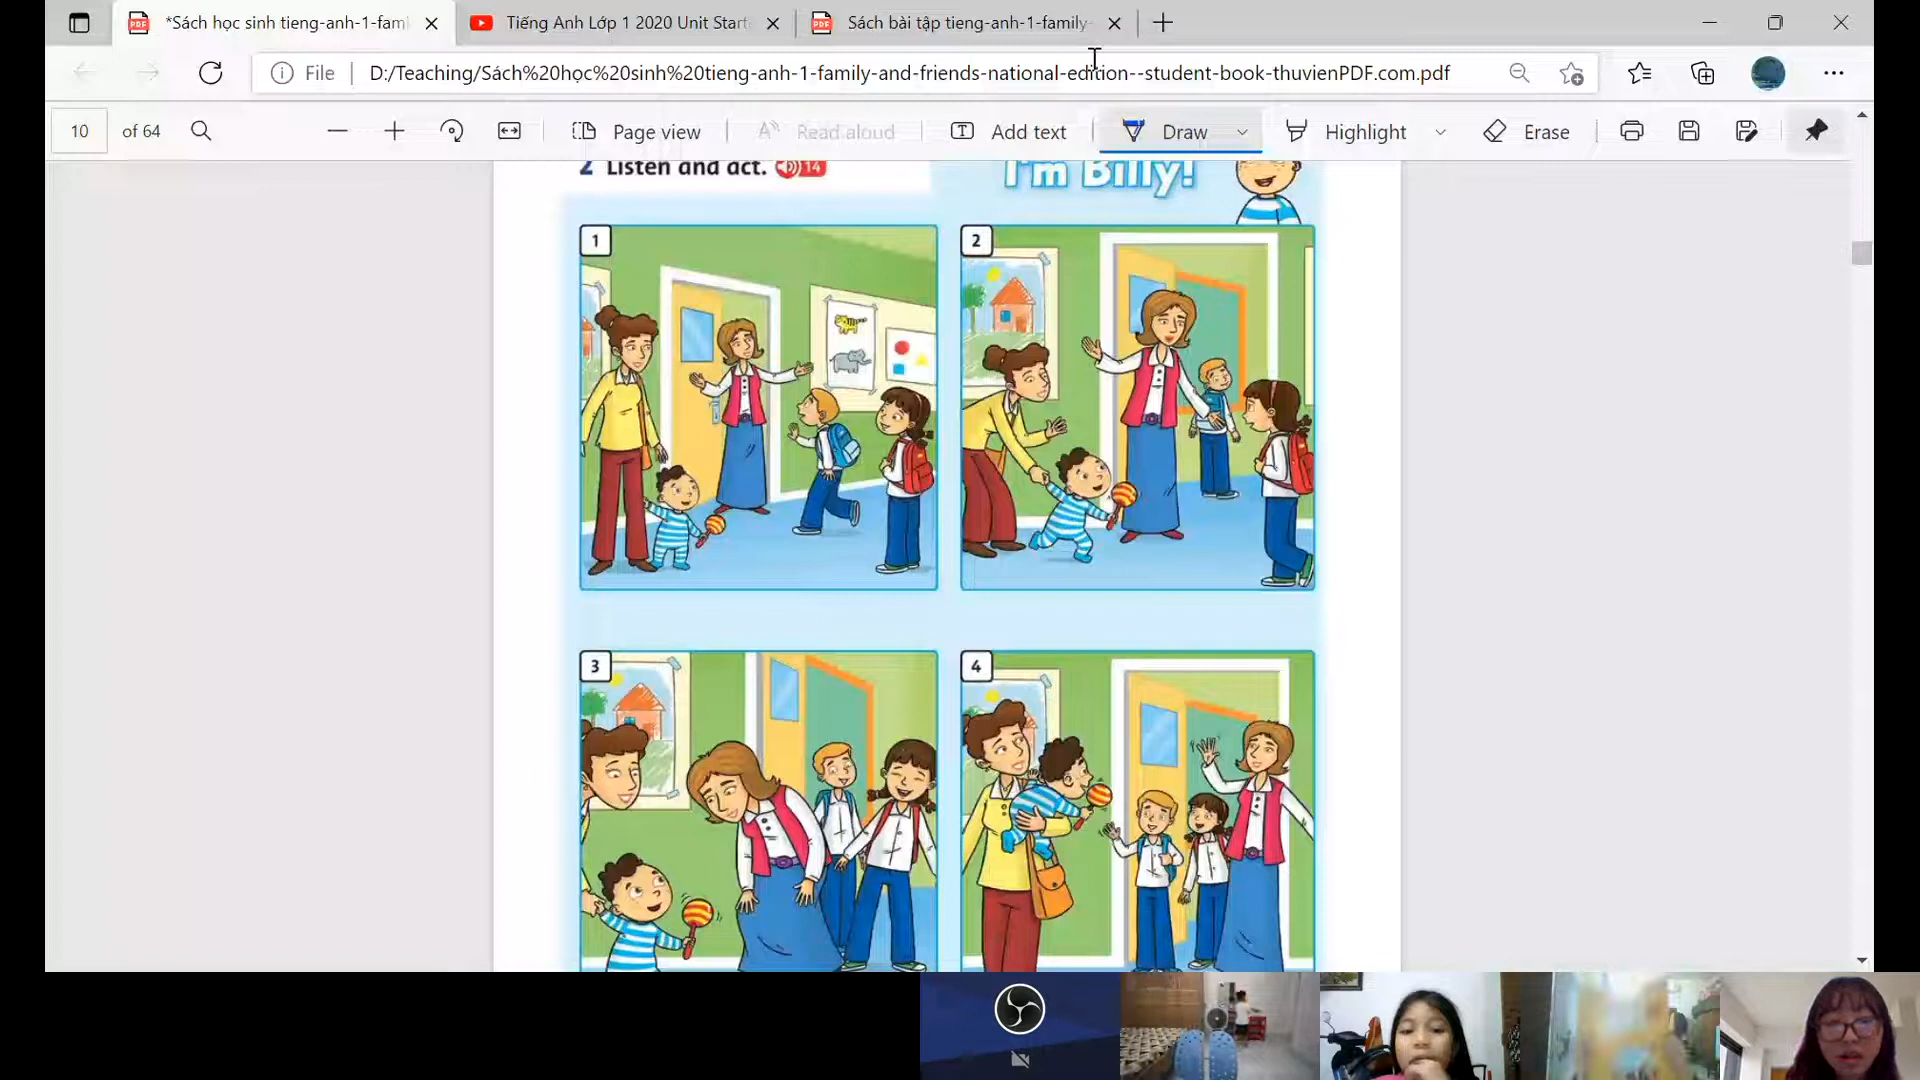 *Sách học sinh tieng-anh-1-fami
Tiếng Anh Lớp 1 2020 Unit Start
Sách bài tập tieng-anh-1-family-
File
D:/Teaching/Sách%20học%20sinh%20tieng-anh-1-family-and-friends-national-edition--student-book-thuvienPDF.com.pdf
10 of 64
Page view
Read aloud
Add text
Draw
Highlight
Erase
2 Listen and act. 14
I'm Billy!
1
2
3
4